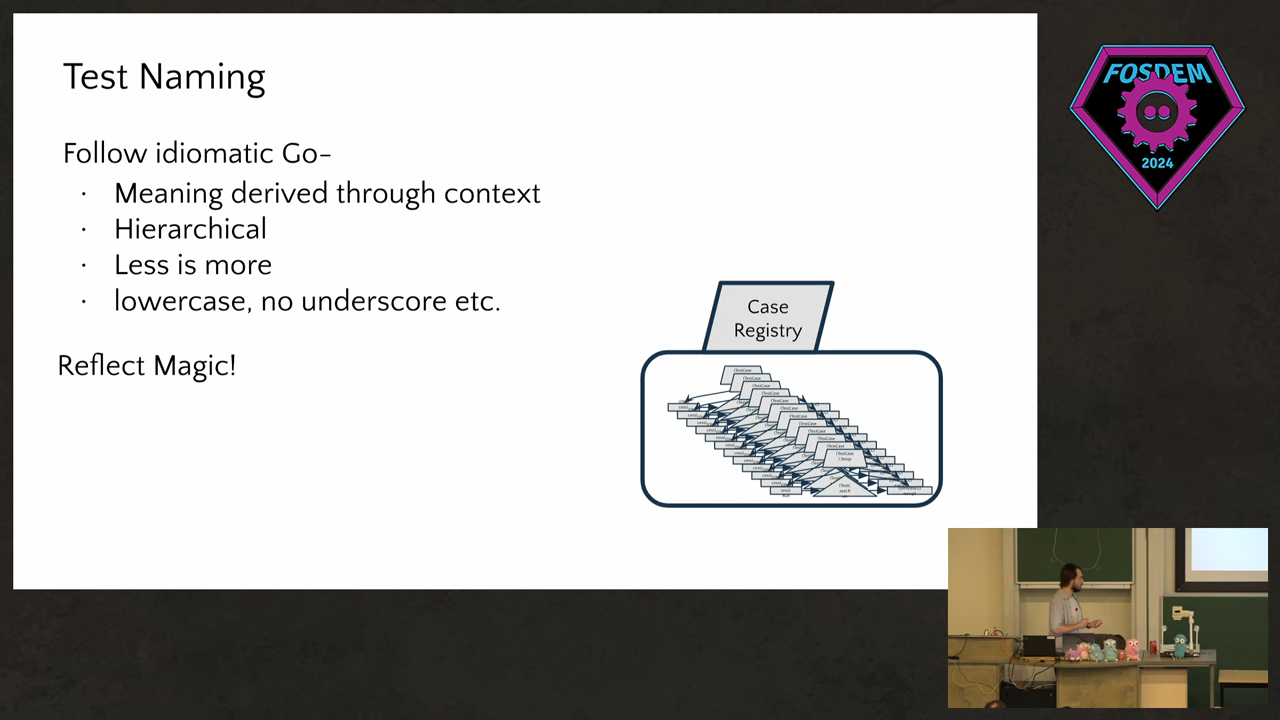 Test Naming
Follow idiomatic Go-
· Meaning derived through context
· Hierarchical
· Less is more
· lowercase, no underscore etc.
Reflect Magic!
Case
Registry
FOSDEM
2024